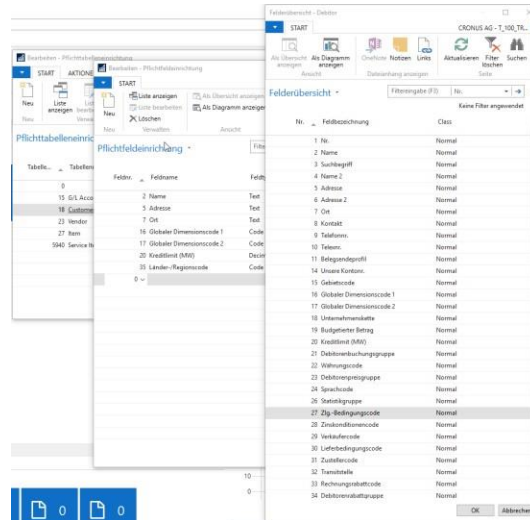 Bearbeiten - Pflichttabelleneinrichtung
START
AKTIONE
Neu
Liste anzeigen
Neu
Pflichttabelleneinric
Tabelle...
0
15 G/L Acco
18 Custome
23 Vendor
27 Item
5940 Service It
Bearbeiten - Pflichtfeldeinrichtung
START
Neu
Liste anzeigen
Liste bearbeiten
Löschen
Als Übersicht anzeigen
Als Diagramm anzeigen
Neu
Verwalten
Ansicht
Pflichtfeldeinrichtung
Feldnr.
Feldname
2 Name Text
5 Adresse Text
7 Ort Text
16 Globaler Dimensionscode 1 Code
17 Globaler Dimensionscode 2 Code
20 Kreditlimit (MW) Decim
35 Länder-/Regionscode Code
0
10
0
0
0
Felderübersicht - Debitor
START
CRONUS AG - T_100_TR...
Als Übersicht anzeigen
Als Diagramm anzeigen
OneNote
Notizen
Links
Aktualisieren
Filter löschen
Suchen
Ansicht
Dateianhang anzeigen
Seite
Felderübersicht
Filtereingabe (F3)
Nr.
Keine Filter angewendet
Nr. Feldbezeichnung Class
1 Nr. Normal
2 Name Normal
3 Suchbegriff Normal
4 Name 2 Normal
5 Adresse Normal
6 Adresse 2 Normal
7 Ort Normal
8 Kontakt Normal
9 Telefonnr. Normal
10 Telexnr. Normal
11 Belegsendeprofil Normal
14 Unsere Kontonr. Normal
15 Gebietscode Normal
16 Globaler Dimensionscode 1 Normal
17 Globaler Dimensionscode 2 Normal
18 Unternehmenskette Normal
19 Budgetierter Betrag Normal
20 Kreditlimit (MW) Normal
21 Debitorenbuchungsgruppe Normal
22 Währungscode Normal
23 Debitorenpreisgruppe Normal
24 Sprachcode Normal
26 Statistikgruppe Normal
27 Zlg.-Bedingungscode Normal
28 Zinskonditionencode Normal
29 Verkäufercode Normal
30 Lieferbedingungscode Normal
31 Zustellercode Normal
32 Transitstelle Normal
33 Rechnungsrabattcode Normal
34 Debitorenrabattgruppe Normal
OK
Abbreche